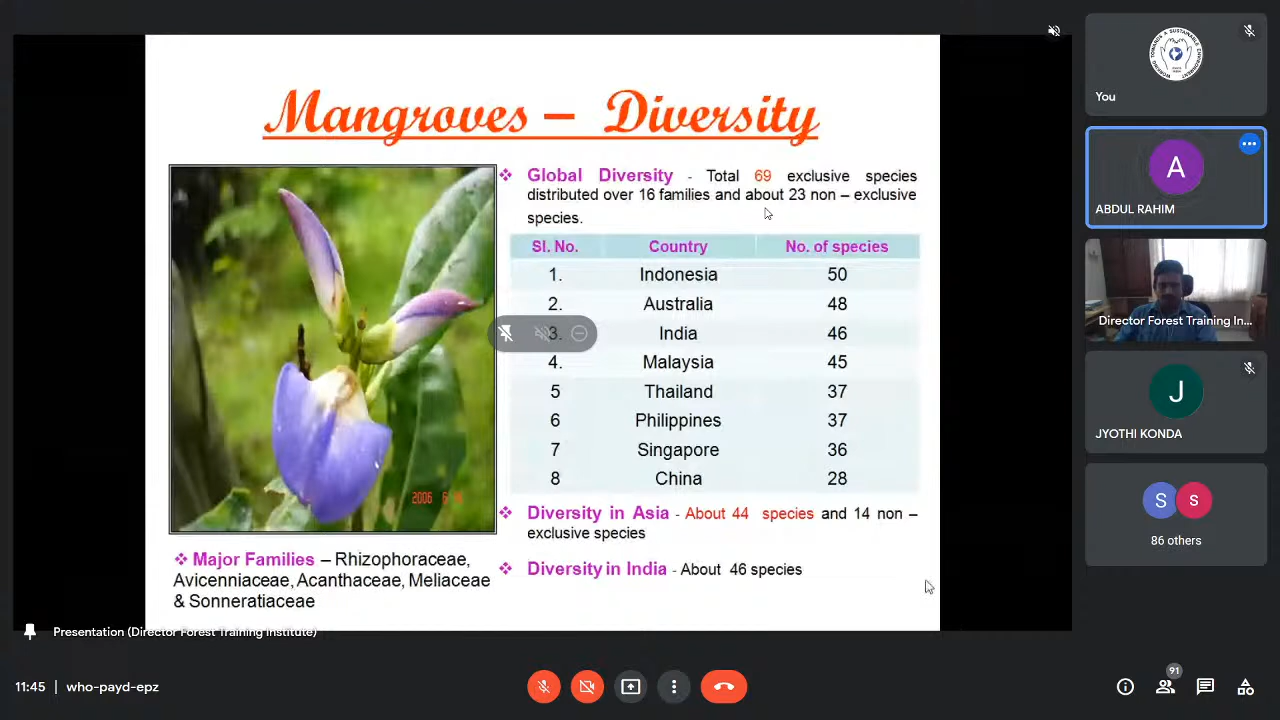 Mangroves – Diversity
❖ Global Diversity - Total 69 exclusive species
distributed over 16 families and about 23 non – exclusive
species.
Sl. No. Country No. of species
1. Indonesia 50
2. Australia 48
3. India 46
4. Malaysia 45
5 Thailand 37
6 Philippines 37
7 Singapore 36
8 China 28
❖ Diversity in Asia - About 44 species and 14 non –
exclusive species
❖ Diversity in India - About 46 species
2006
❖ Major Families – Rhizophoraceae,
Avicenniaceae, Acanthaceae, Meliaceae
& Sonneratiaceae
Presentation (Director Forest Training Institute)
11:45 | who-payd-epz
You
A
ABDUL RAHIM
Director Forest Training In...
J
JYOTHI KONDA
S s
86 others
91